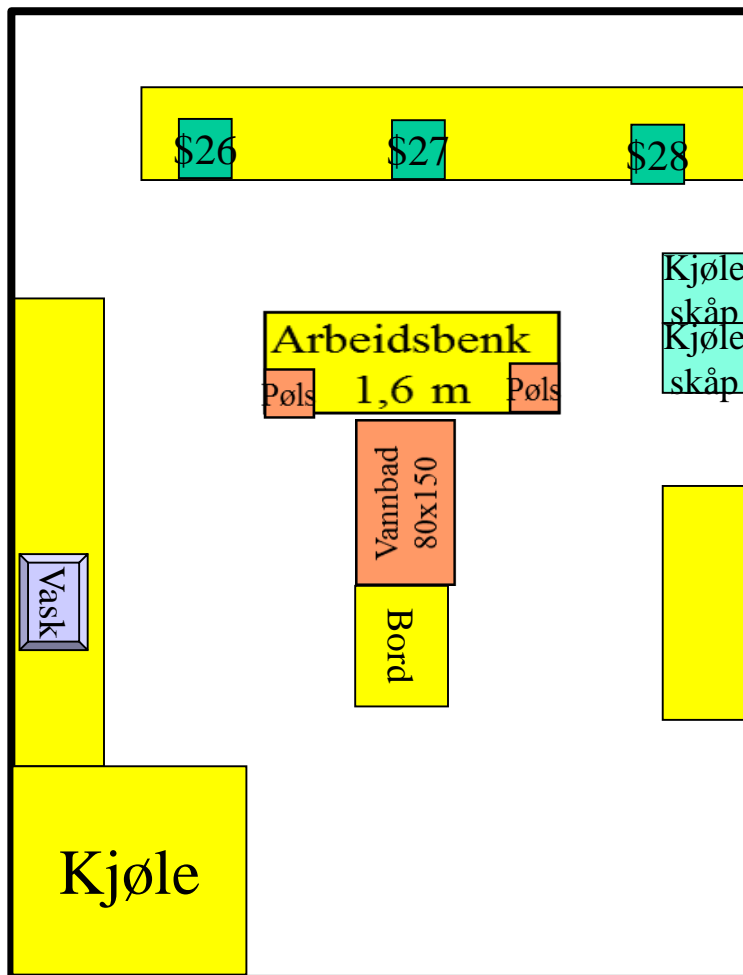 $26
$27
$28
Kjøle
skåp
Kjøle
skåp
Arbeidsbenk
1,6 m
Pøls
Pøls
Vannbad
80x150
Vask
Bord
Kjøle